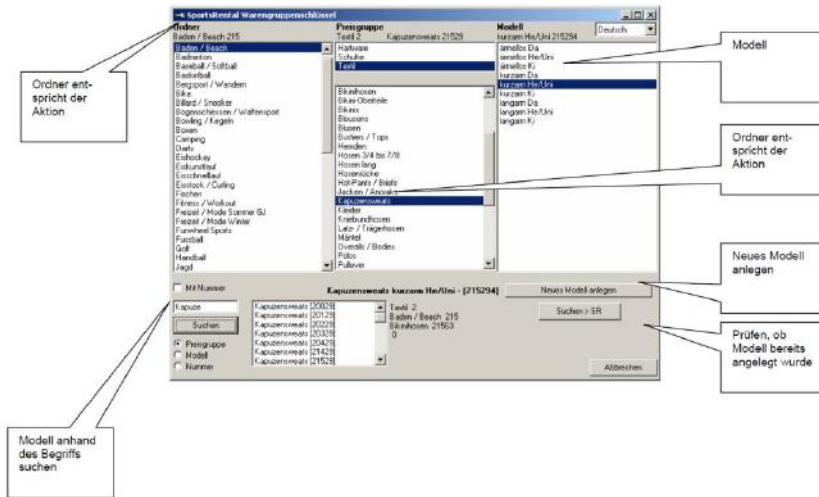 SportsRental Warengruppenschlüssel
Ordner
Baden / Beach 215
Preisgruppe
Textil 2
Kapuzensweats 21529
Modell
kurzarm He/Uni 215294
Deutsch
Baden / Beach
Badminton
Baseball / Softball
Basketball
Bergsport / Wandern
Bike
Billard / Snooker
Bogenschiessen / Waffensport
Bowling / Kegeln
Boxen
Camping
Darts
Eishockey
Eiskunstlauf
Eisschnellauf
Eisstock / Curling
Fischen
Fitness / Workout
Freizeit / Mode Sommer GJ
Freizeit / Mode Winter
Funwheel Sports
Fussball
Golf
Handball
Jagd
Hartware
Schuhe
Textil
Bikinihosen
Bikini-Oberteile
Bikinis
Blousons
Blusen
Bustiers / Tops
Hemden
Hosen 3/4 bis 7/8
Hosen lang
Hosenröcke
Hot-Pants / Briefs
Jacken / Anoraks
Kapuzensweats
Kleider
Kniebundhosen
Latz- / Trägerhosen
Mäntel
Overalls / Bodies
Polos
Pullover
ärmellos Da
ärmellos He/Uni
ärmellos Ki
kurzarm Da
kurzarm He/Uni
kurzarm Ki
langarm Da
langarm He/Uni
langarm Ki
Mit Nummer
Kapuzensweats kurzarm He/Uni - [215294]
Neues Modell anlegen
Kapuze
Suchen
Preisgruppe
Modell
Nummer
Kapuzensweats [20029]
Kapuzensweats [20129]
Kapuzensweats [20229]
Kapuzensweats [20329]
Kapuzensweats [20429]
Kapuzensweats [21429]
Kapuzensweats [21529]
Textil 2
Baden / Beach 215
Bikinihosen 21563
0
Suchen > SR
Abbrechen
Ordner ent-
spricht der
Aktion
Modell
Ordner ent-
spricht der
Aktion
Neues Modell
anlegen
Prüfen, ob
Modell bereits
angelegt wurde
Modell anhand
des Begriffs
suchen